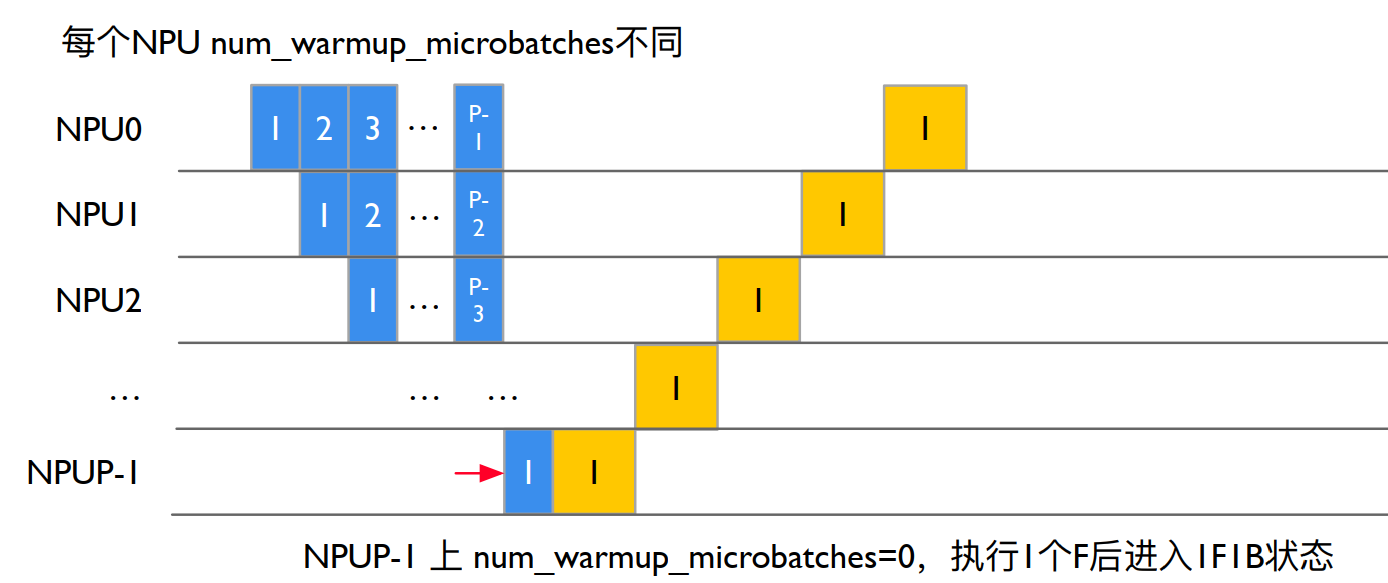 每个NPU num_warmup_microbatches不同
NPU0 1 2 3 … P-1 1
NPU1 1 2 … P-2 1
NPU2 1 … P-3 1
… … … 1
NPUP-1 1 1
NPUP-1 上 num_warmup_microbatches=0，执行1个F后进入1F1B状态